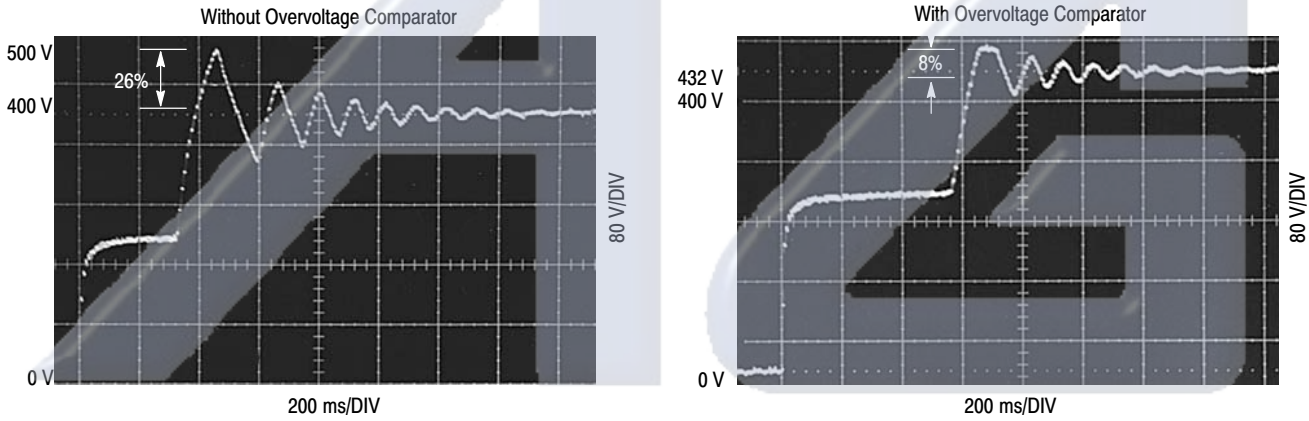 Without Overvoltage Comparator
500 V
26%
400 V
0 V
80 V/DIV
200 ms/DIV
With Overvoltage Comparator
8%
432 V
400 V
0 V
80 V/DIV
200 ms/DIV